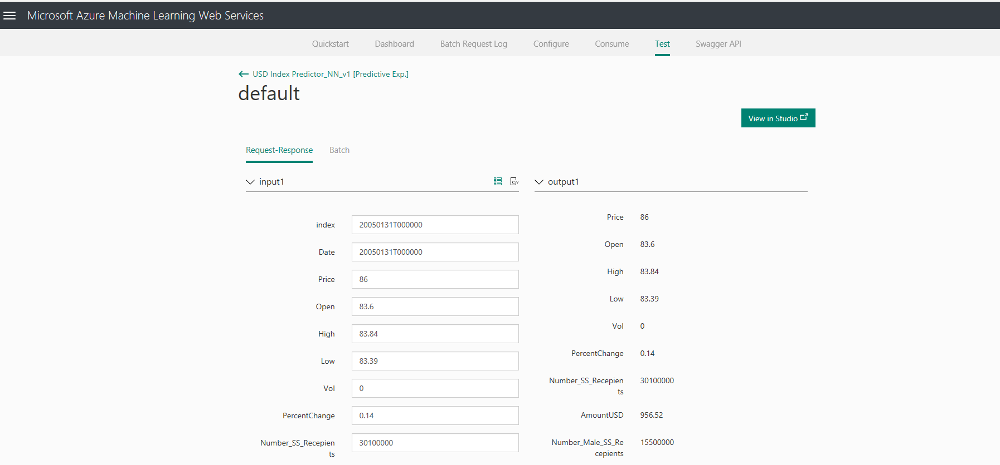 Microsoft Azure Machine Learning Web Services
Quickstart Dashboard Batch Request Log Configure Consume Test Swagger API
USD Index Predictor_NN_v1 [Predictive Exp.]
default
View in Studio
Request-Response Batch
input1
index 20050131T000000
Date 20050131T000000
Price 86
Open 83.6
High 83.84
Low 83.39
Vol 0
PercentChange 0.14
Number_SS_Recepien
ts
30100000
output1
Price 86
Open 83.6
High 83.84
Low 83.39
Vol 0
PercentChange 0.14
Number_SS_Recepien
ts
30100000
AmountUSD 956.52
Number_Male_SS_Re
cepients
15500000